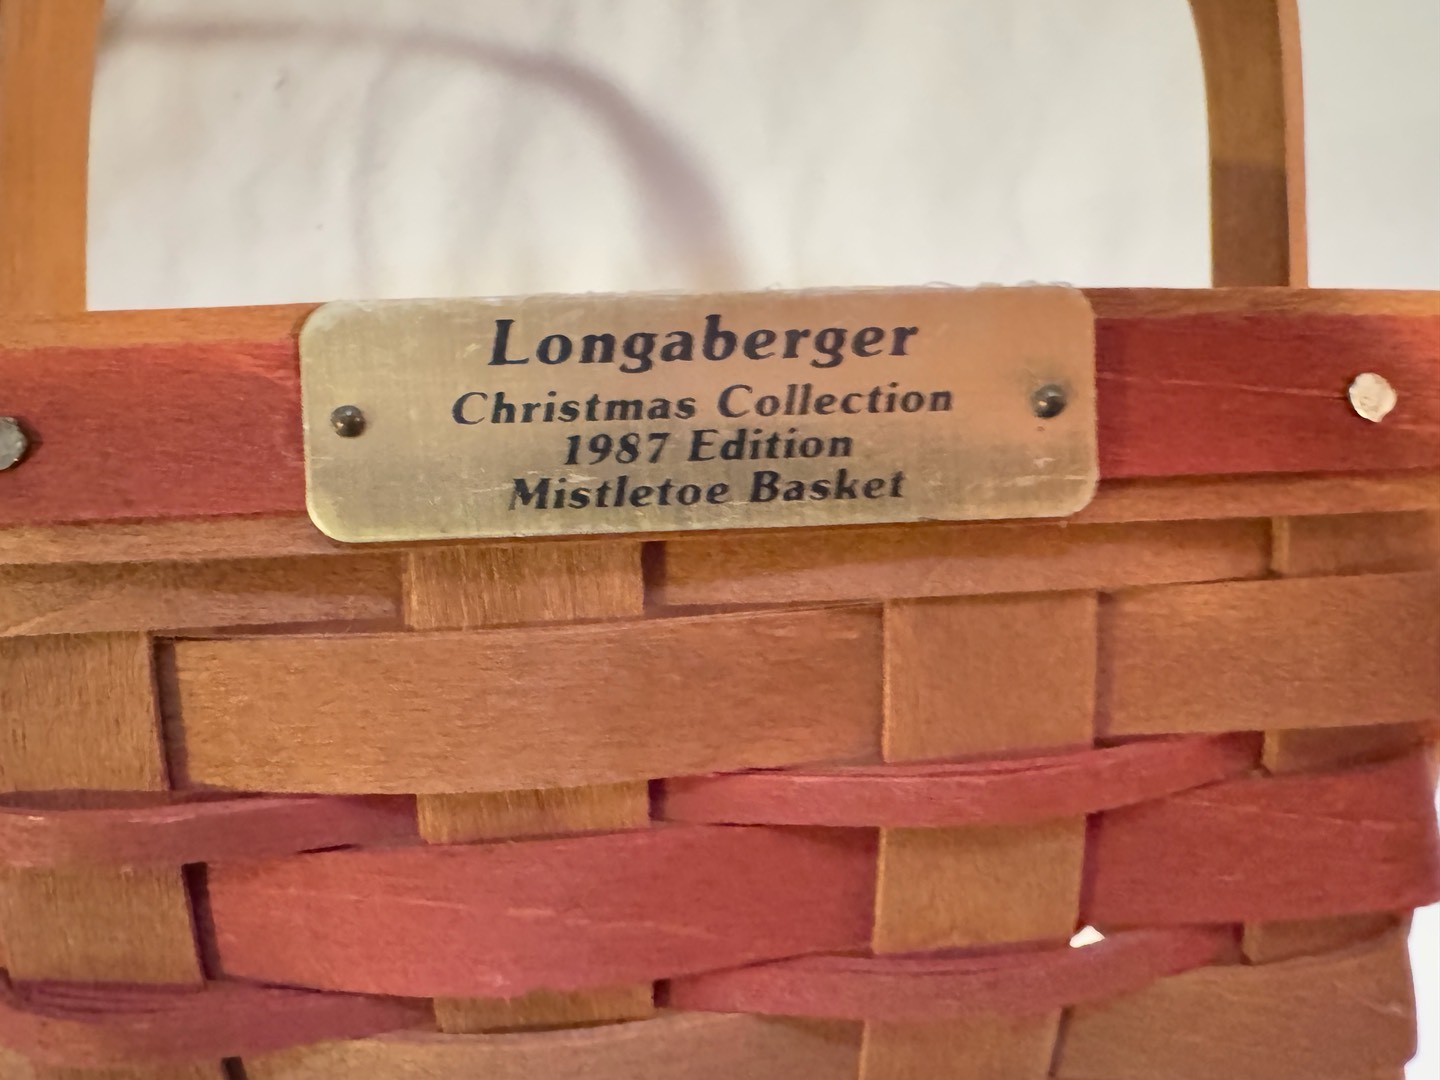 Longaberger
Christmas Collection
1987 Edition
Mistletoe Basket